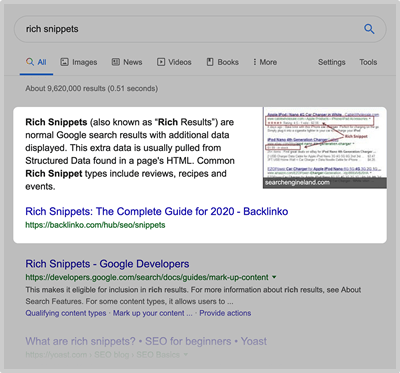 rich snippets
All Images News Videos Books More Settings Tools
About 9,620,000 results (0.51 seconds)
Rich Snippets (also known as “Rich Results”) are
normal Google search results with additional data
displayed. This extra data is usually pulled from
Structured Data found in a page's HTML. Common
Rich Snippet types include reviews, recipes and
events.
Rich Snippet
searchengineland.com
Rich Snippets: The Complete Guide for 2020 - Backlinko
https://backlinko.com/hub/seo/snippets
Rich Snippets - Google Developers
https://developers.google.com/search/docs/guides/mark-up-content
This makes it eligible for inclusion in rich results. For more information about rich results, see About
Search Features. For some content types, it allows users to ...
Qualifying content types · Mark up your content ... · Provide actions
What are rich snippets? • SEO for beginners • Yoast
https://yoast.com › SEO blog › SEO Basics